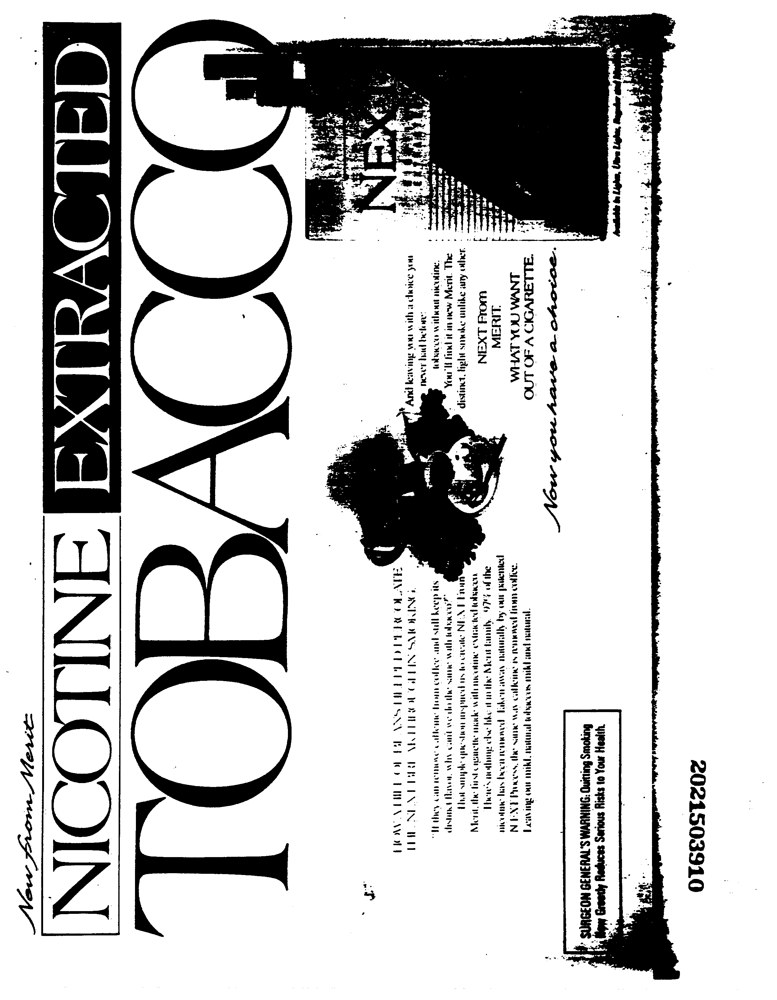 New from Merit:
NICOTINE EXTRACTED
TOBACCO
NEXT
Available in Lights, Ultra Lights, Regular and
HOW A HILL OF BEANS HELPED PERCOLATE
THE NEXT BREAKTHROUGH IN SMOKING.
"If they can remove caffeine from coffee and still keep its
distinct flavor, why can't we do the same with tobacco?"
That simple question inspired us to create NEXT From
Merit, the first cigarette made with nicotine extracted tobacco.
There's nothing else like it in the Merit family. 97% of the
nicotine has been removed. Taken away naturally by our patented
NEXT Process, the same way caffeine is removed from coffee.
Leaving our mild, natural tobaccos mild and natural.
And leaving you with a choice you
never had before:
tobacco without nicotine.
You'll find it in new Merit. The
distinct, light smoke unlike any other.
NEXT From
MERIT.
WHAT YOU WANT
OUT OF A CIGARETTE.
Now you have a choice.
SURGEON GENERAL'S WARNING: Quitting Smoking
Now Greatly Reduces Serious Risks to Your Health.
2021503910